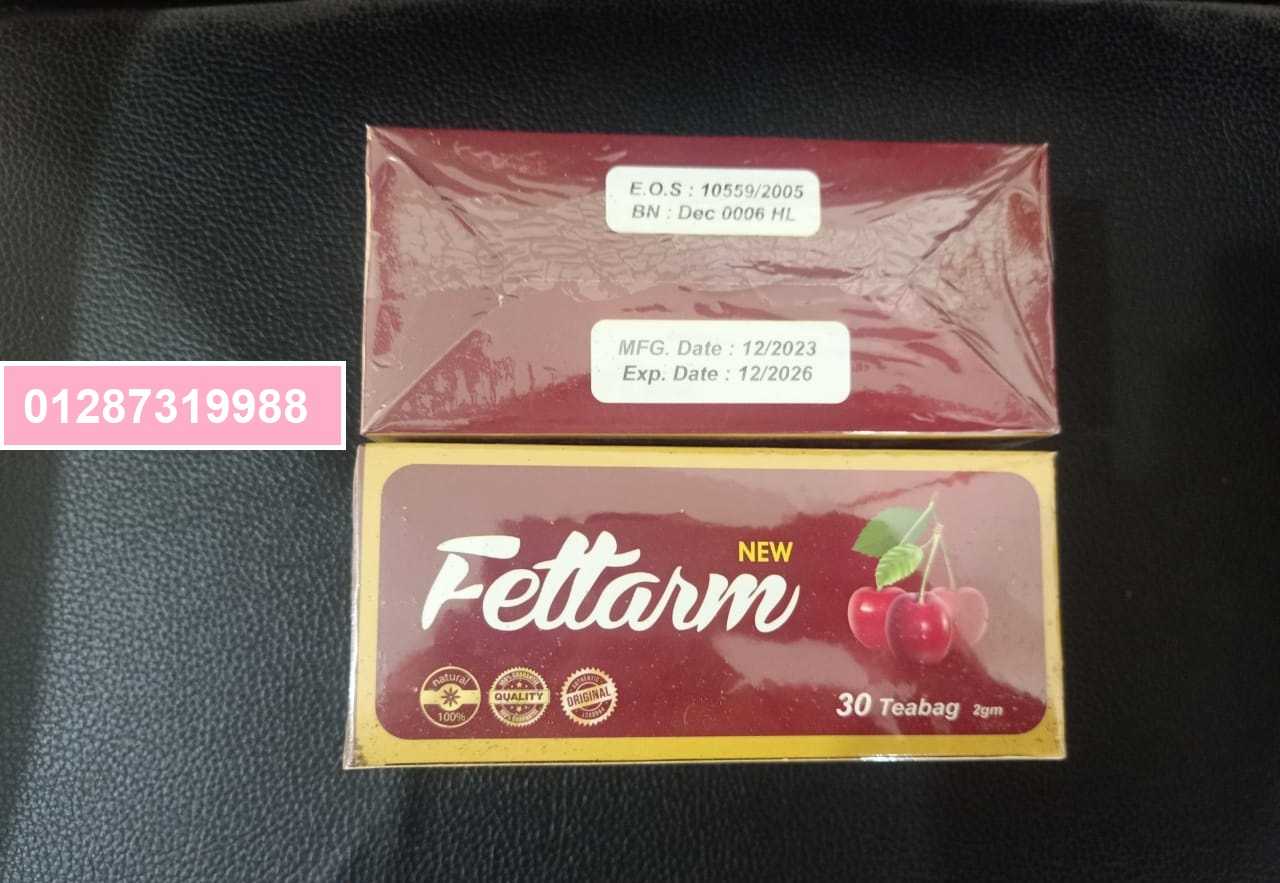 E.O.S : 10559/2005
BN : Dec 0006 HL
MFG. Date : 12/2023
Exp. Date : 12/2026
01287319988
NEW
Fettarm
natural
100%
QUALITY
ORIGINAL
30 Teabag 2gm